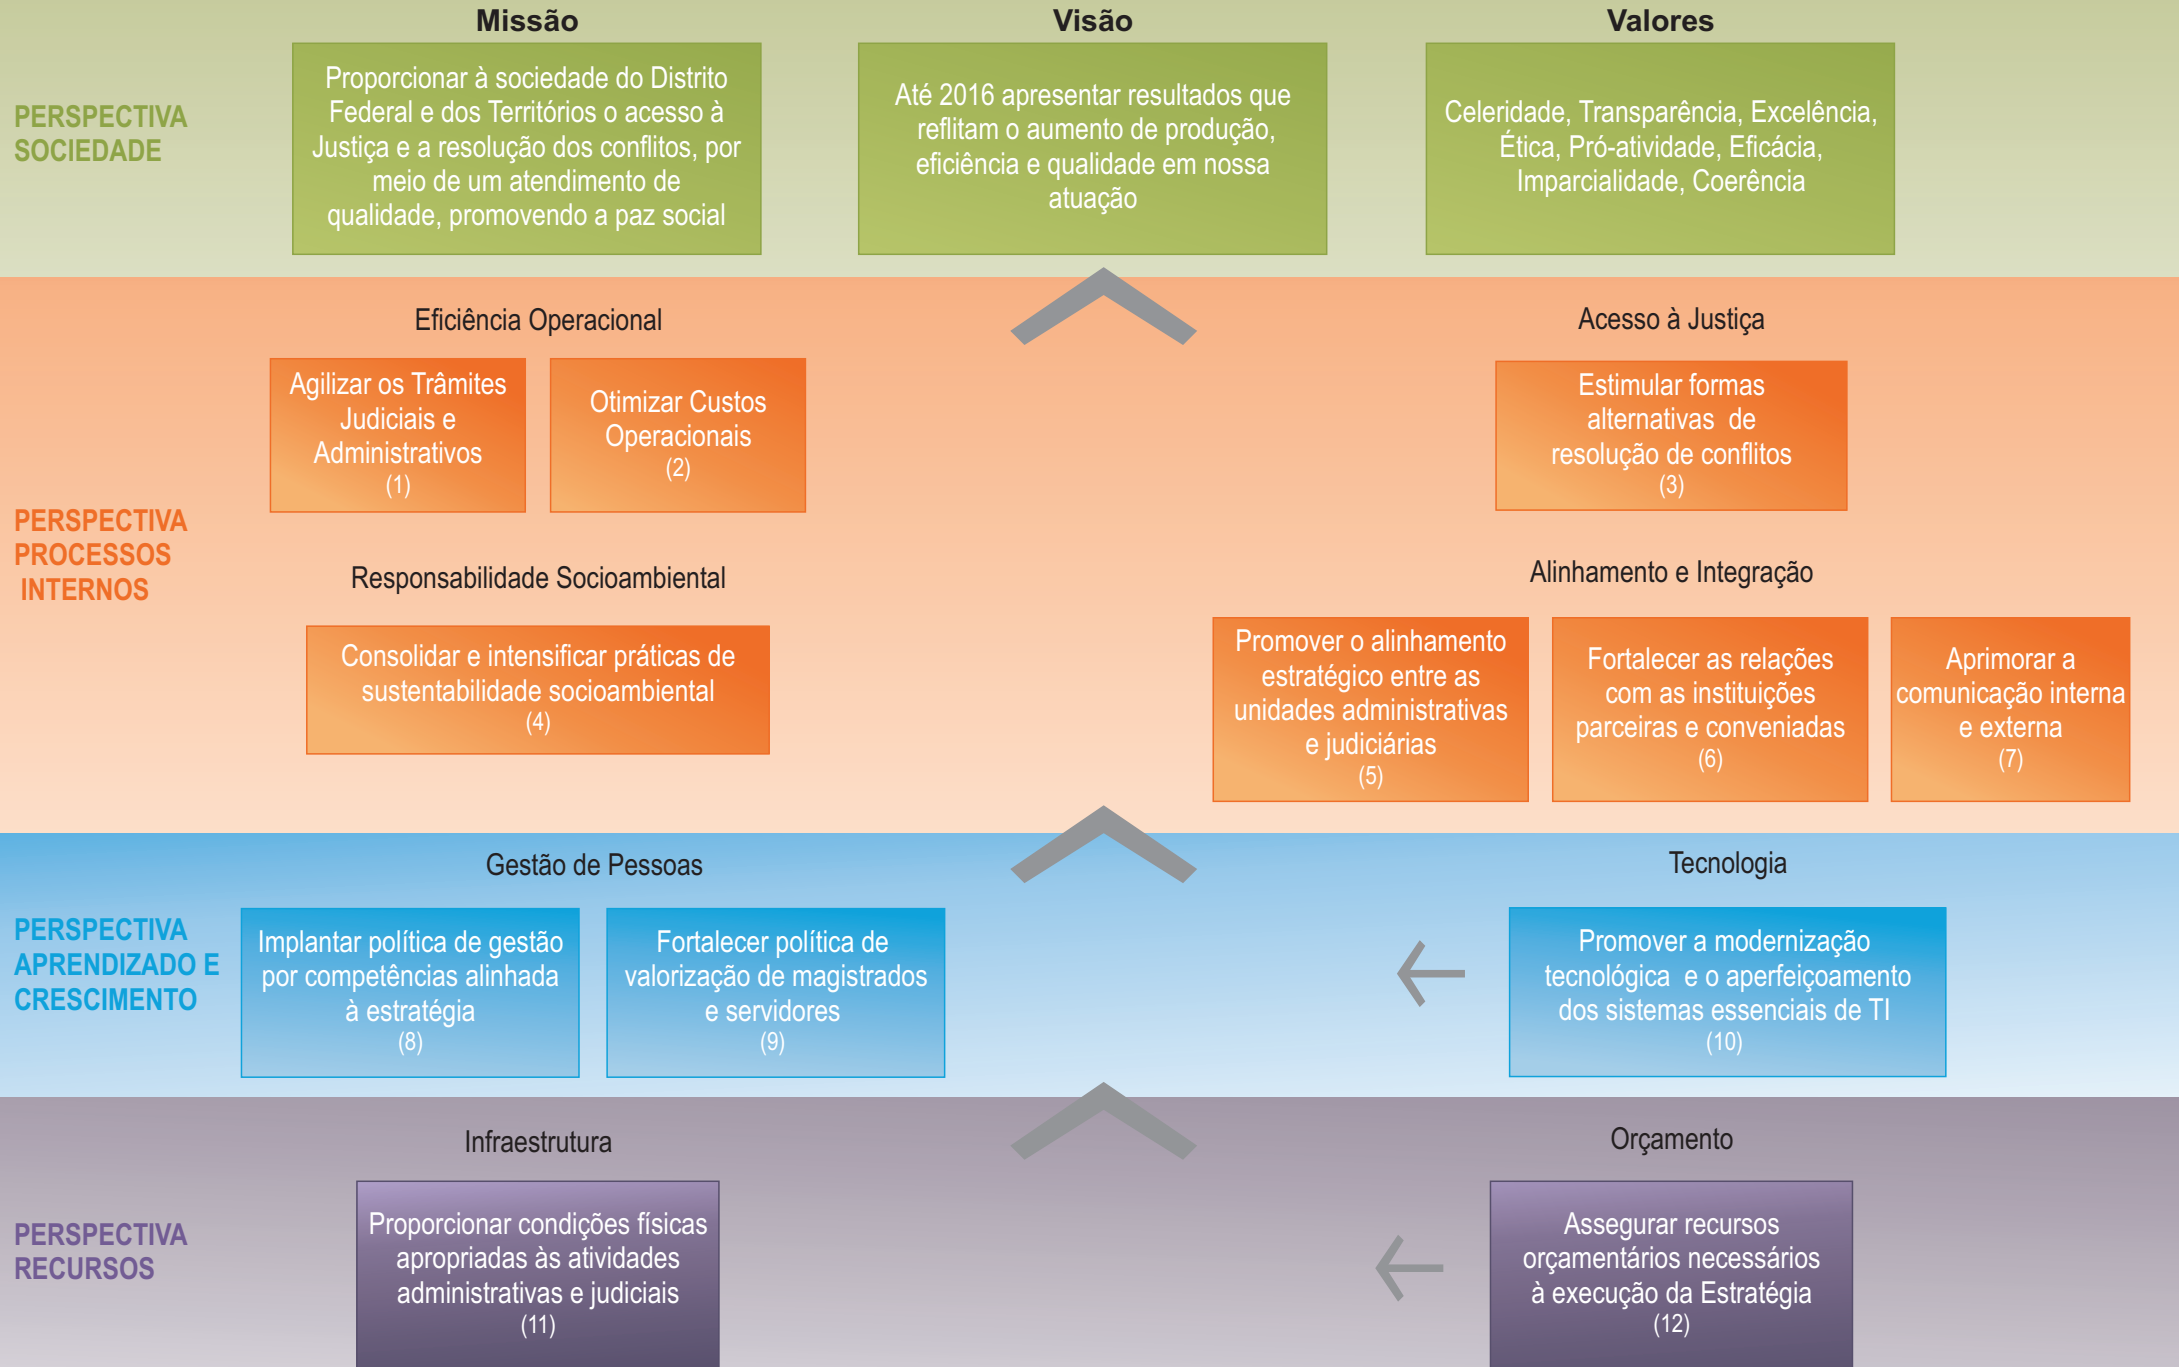 Missão
Visão
Valores
PERSPECTIVA
SOCIEDADE
Proporcionar à sociedade do Distrito
Federal e dos Territórios o acesso à
Justiça e a resolução dos conflitos, por
meio de um atendimento de
qualidade, promovendo a paz social
Até 2016 apresentar resultados que
reflitam o aumento de produção,
eficiência e qualidade em nossa
atuação
Celeridade, Transparência, Excelência,
Ética, Pró-atividade, Eficácia,
Imparcialidade, Coerência
PERSPECTIVA
PROCESSOS
INTERNOS
Eficiência Operacional
Agilizar os Trâmites
Judiciais e
Administrativos
(1)
Otimizar Custos
Operacionais
(2)
Acesso à Justiça
Estimular formas
alternativas de
resolução de conflitos
(3)
Responsabilidade Socioambiental
Consolidar e intensificar práticas de
sustentabilidade socioambiental
(4)
Alinhamento e Integração
Promover o alinhamento
estratégico entre as
unidades administrativas
e judiciárias
(5)
Fortalecer as relações
com as instituições
parceiras e conveniadas
(6)
Aprimorar a
comunicação interna
e externa
(7)
PERSPECTIVA
APRENDIZADO E
CRESCIMENTO
Gestão de Pessoas
Implantar política de gestão
por competências alinhada
à estratégia
(8)
Fortalecer política de
valorização de magistrados
e servidores
(9)
Tecnologia
Promover a modernização
tecnológica e o aperfeiçoamento
dos sistemas essenciais de TI
(10)
PERSPECTIVA
RECURSOS
Infraestrutura
Proporcionar condições físicas
apropriadas às atividades
administrativas e judiciais
(11)
Orçamento
Assegurar recursos
orçamentários necessários
à execução da Estratégia
(12)